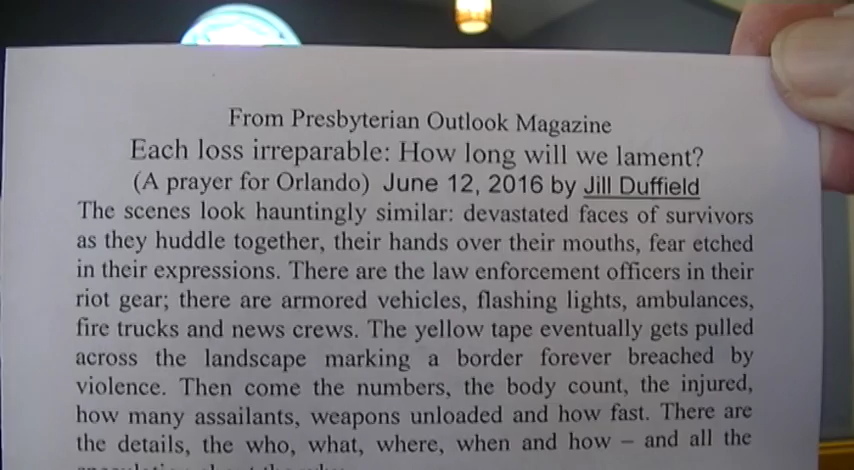 From Presbyterian Outlook Magazine
Each loss irreparable: How long will we lament?
(A prayer for Orlando) June 12, 2016 by Jill Duffield
The scenes look hauntingly similar: devastated faces of survivors
as they huddle together, their hands over their mouths, fear etched
in their expressions. There are the law enforcement officers in their
riot gear; there are armored vehicles, flashing lights, ambulances,
fire trucks and news crews. The yellow tape eventually gets pulled
across the landscape marking a border forever breached by
violence. Then come the numbers, the body count, the injured,
how many assailants, weapons unloaded and how fast. There are
the details, the who, what, where, when and how – and all the